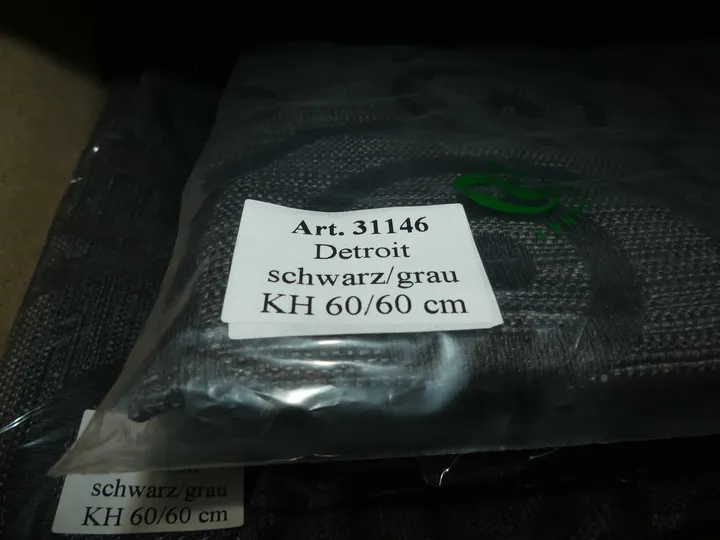 Art. 31146
Detroit
schwarz/grau
KH 60/60 cm
schwarz/grau
KH 60/60 cm